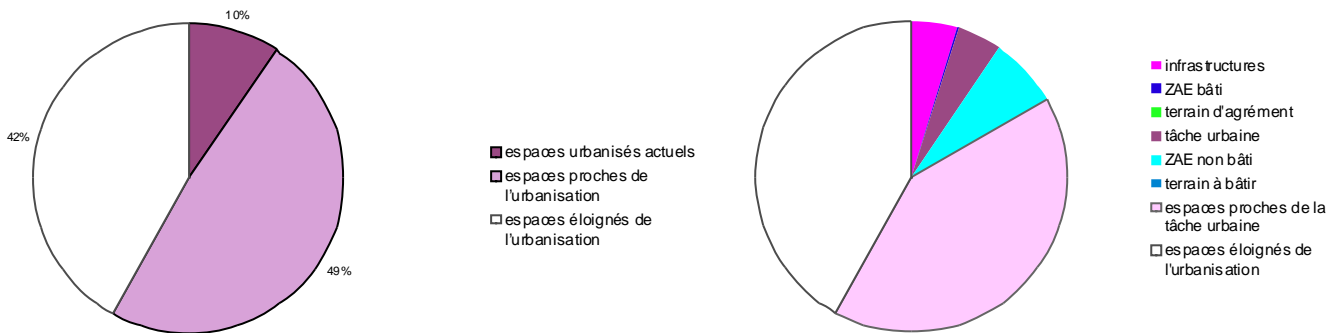 10%
42%
49%
espaces urbanisés actuels
espaces proches de
l'urbanisation
espaces éloignés de
l'urbanisation
infrastructures
ZAE bâti
terrain d'agrément
tâche urbaine
ZAE non bâti
terrain à bâtir
espaces proches de la
tâche urbaine
espaces éloignés de
l'urbanisation